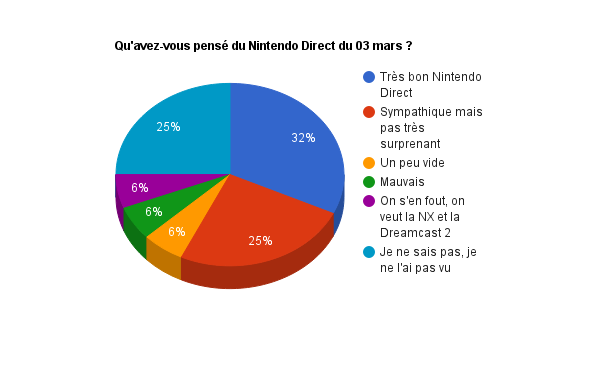 Qu'avez-vous pensé du Nintendo Direct du 03 mars ?
Très bon Nintendo
Direct
Sympathique mais
pas très
surprenant
Un peu vide
Mauvais
On s'en fout, on
veut la NX et la
Dreamcast 2
Je ne sais pas, je
ne l'ai pas vu
25%
32%
6%
6%
6%
25%